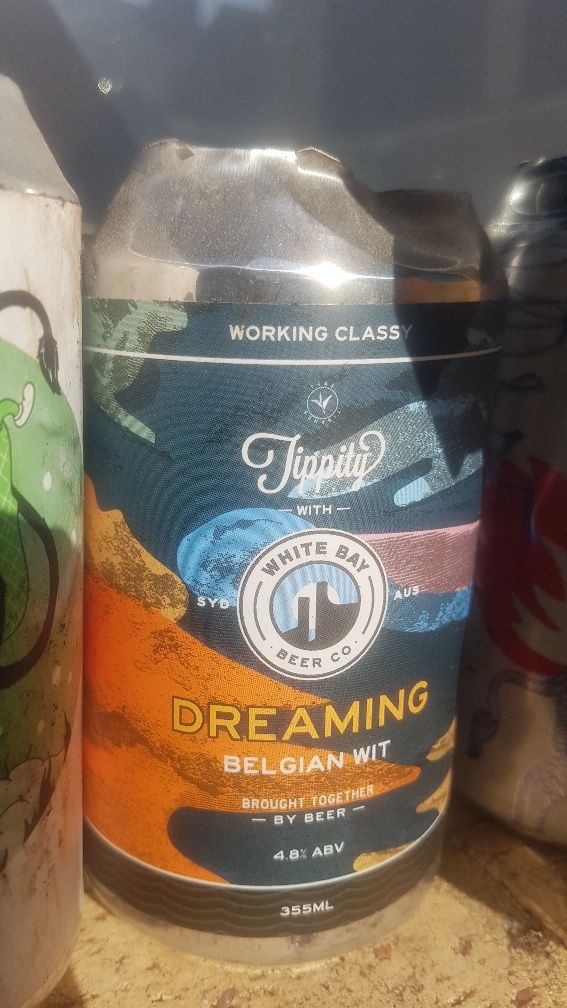 WORKING CLASSY
Tippity
WITH
WHITE BAY
SYD
AUS
BEER CO.
DREAMING
BELGIAN WIT
BROUGHT TOGETHER
BY BEER
4.8% ABV
355ML